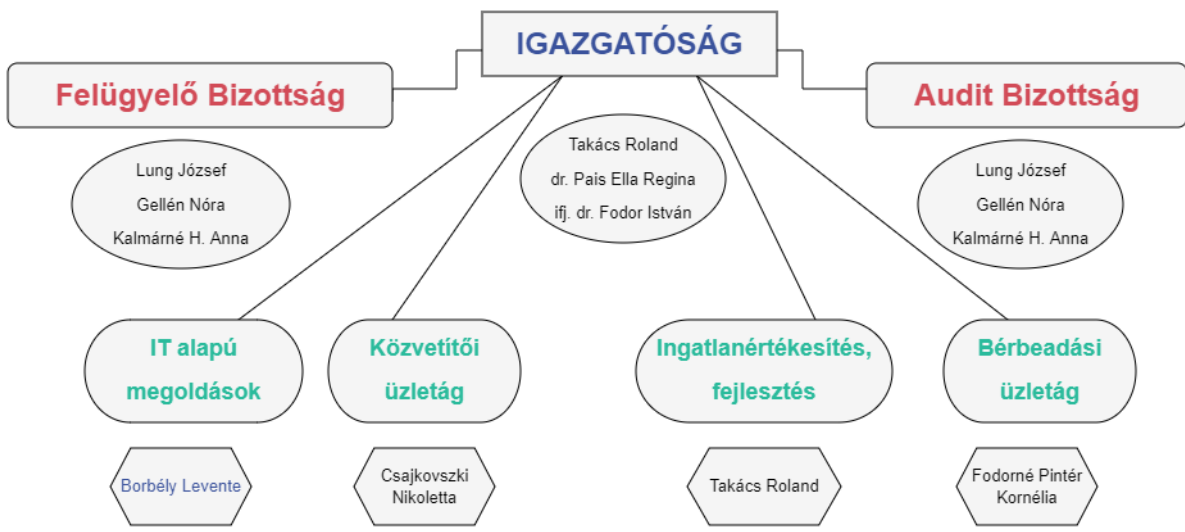 IGAZGATÓSÁG
Felügyelő Bizottság
Audit Bizottság
Lung József
Gellén Nóra
Kalmárné H. Anna
Takács Roland
dr. Pais Ella Regina
ifj. dr. Fodor István
Lung József
Gellén Nóra
Kalmárné H. Anna
IT alapú
megoldások
Közvetítői
üzletág
Ingatlanértékesítés,
fejlesztés
Bérbeadási
üzletág
Borbély Levente
Csajkovszki
Nikoletta
Takács Roland
Fodorné Pintér
Kornélia